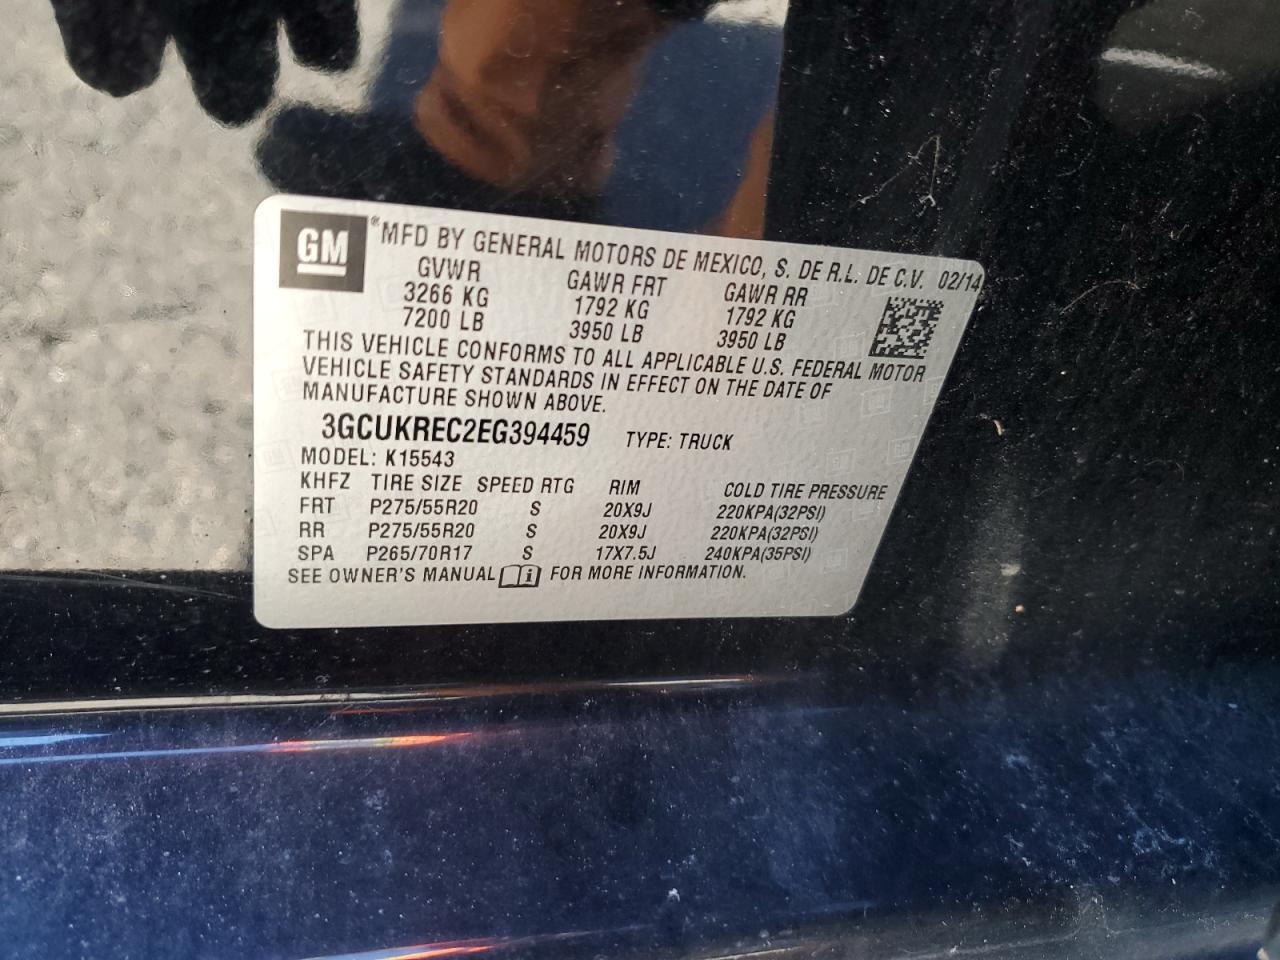 GM ® MFD BY GENERAL MOTORS DE MEXICO, S. DE R.L. DE C.V. 02/14
GVWR GAWR FRT GAWR RR
3266 KG 1792 KG 1792 KG
7200 LB 3950 LB 3950 LB
THIS VEHICLE CONFORMS TO ALL APPLICABLE U.S. FEDERAL MOTOR
VEHICLE SAFETY STANDARDS IN EFFECT ON THE DATE OF
MANUFACTURE SHOWN ABOVE.
3GCUKREC2EG394459 TYPE: TRUCK
MODEL: K15543
KHFZ TIRE SIZE SPEED RTG RIM COLD TIRE PRESSURE
FRT P275/55R20 S 20X9J 220KPA(32PSI)
RR P275/55R20 S 20X9J 220KPA(32PSI)
SPA P265/70R17 S 17X7.5J 240KPA(35PSI)
SEE OWNER'S MANUAL i FOR MORE INFORMATION.